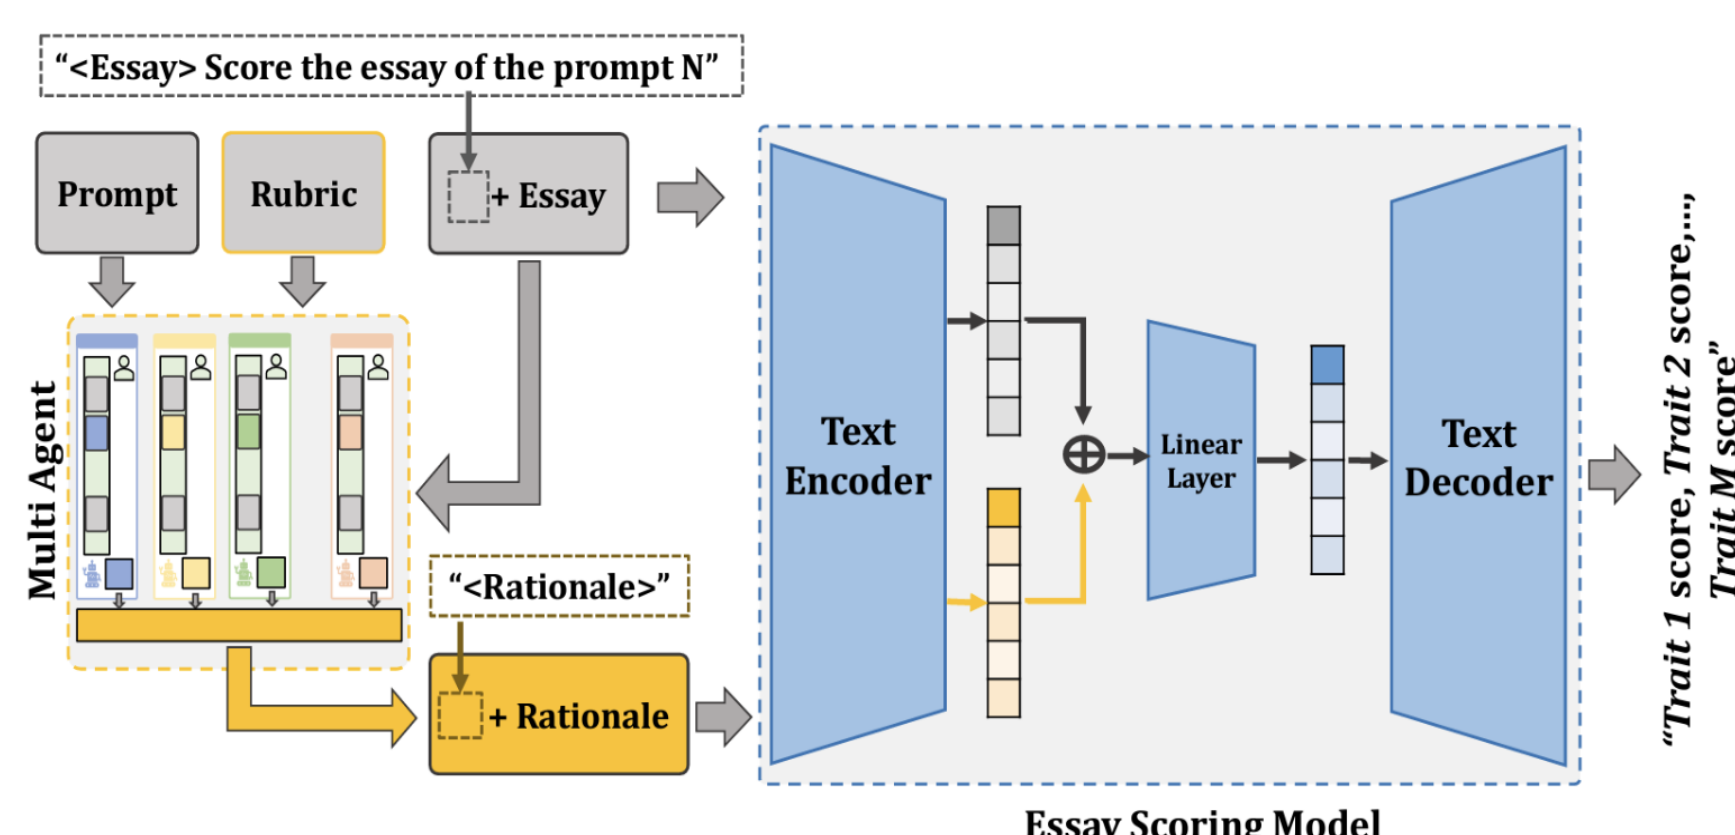 “<Essay> Score the essay of the prompt N”
Prompt
Rubric
+ Essay
Multi Agent
“<Rationale>”
+ Rationale
Text
Encoder
Linear
Layer
Text
Decoder
“Trait 1 score, Trait 2 score,...,
Trait M score”
Essay Scoring Model